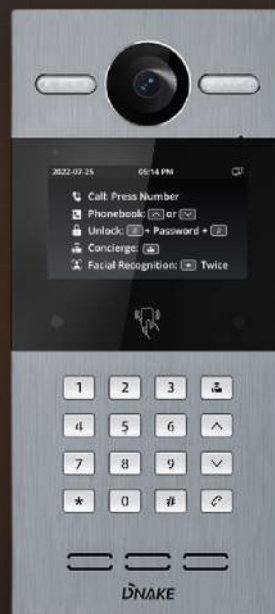 2022-07-25 05:14 PM
Call: Press Number
Phonebook: ^ or ˅
Unlock: # + Password + #
Concierge:
Facial Recognition: * Twice
1 2 3
4 5 6 ^
7 8 9 ˅
* 0 #
DNAKE